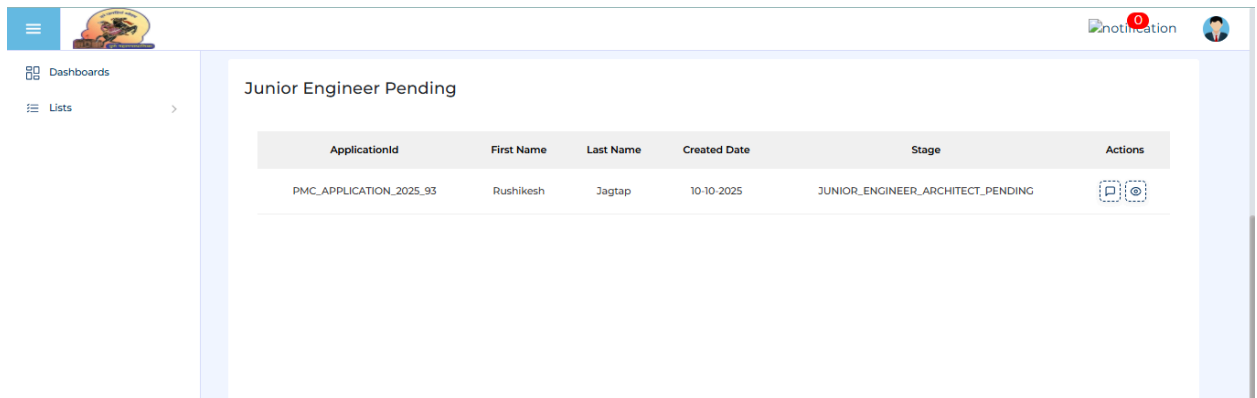 0
notification
Dashboards
Lists
Junior Engineer Pending
ApplicationId First Name Last Name Created Date Stage Actions
PMC_APPLICATION_2025_93 Rushikesh Jagtap 10-10-2025 JUNIOR_ENGINEER_ARCHITECT_PENDING